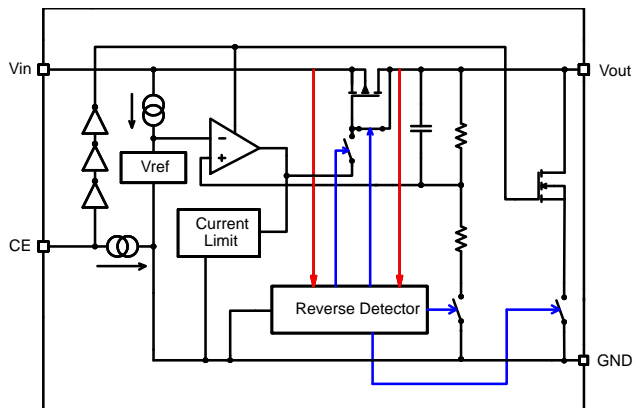 Vin
Vout
−
+
Vref
Current
Limit
CE
Reverse Detector
GND